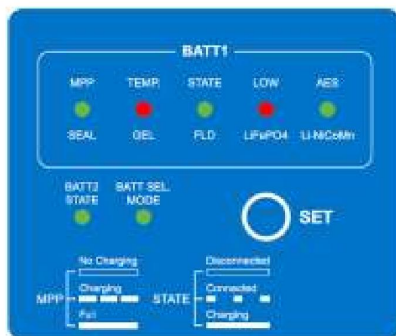 BATT1
MPP TEMP. STATE LOW AES
SEAL GEL FLD LiFePO4 Li-NiCoMn
BATT2 STATE
BATT SEL. MODE
SET
MPP
No Charging
Charging
Full
STATE
Disconnected
Connected
Charging